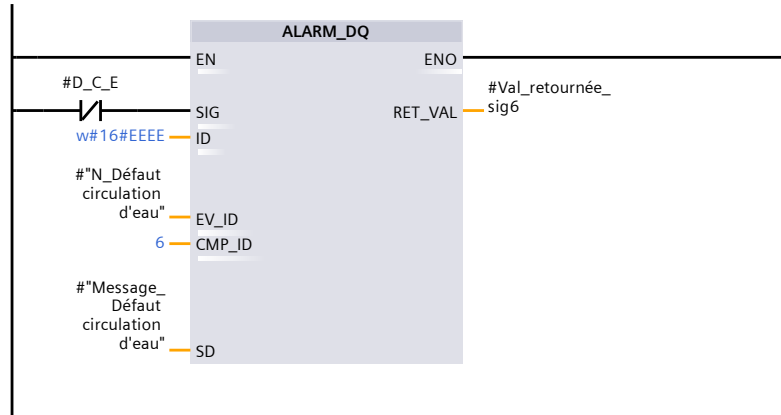 ALARM_DQ
EN
ENO
#D_C_E
SIG
RET_VAL
#Val_retournée_
sig6
w#16#EEEE
ID
#"N_Défaut
circulation
d'eau"
EV_ID
6
CMP_ID
#"Message_
Défaut
circulation
d'eau"
SD